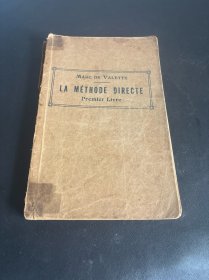 MARC DE VALETTE
LA MÉTHODE DIRECTE
Premier Livre